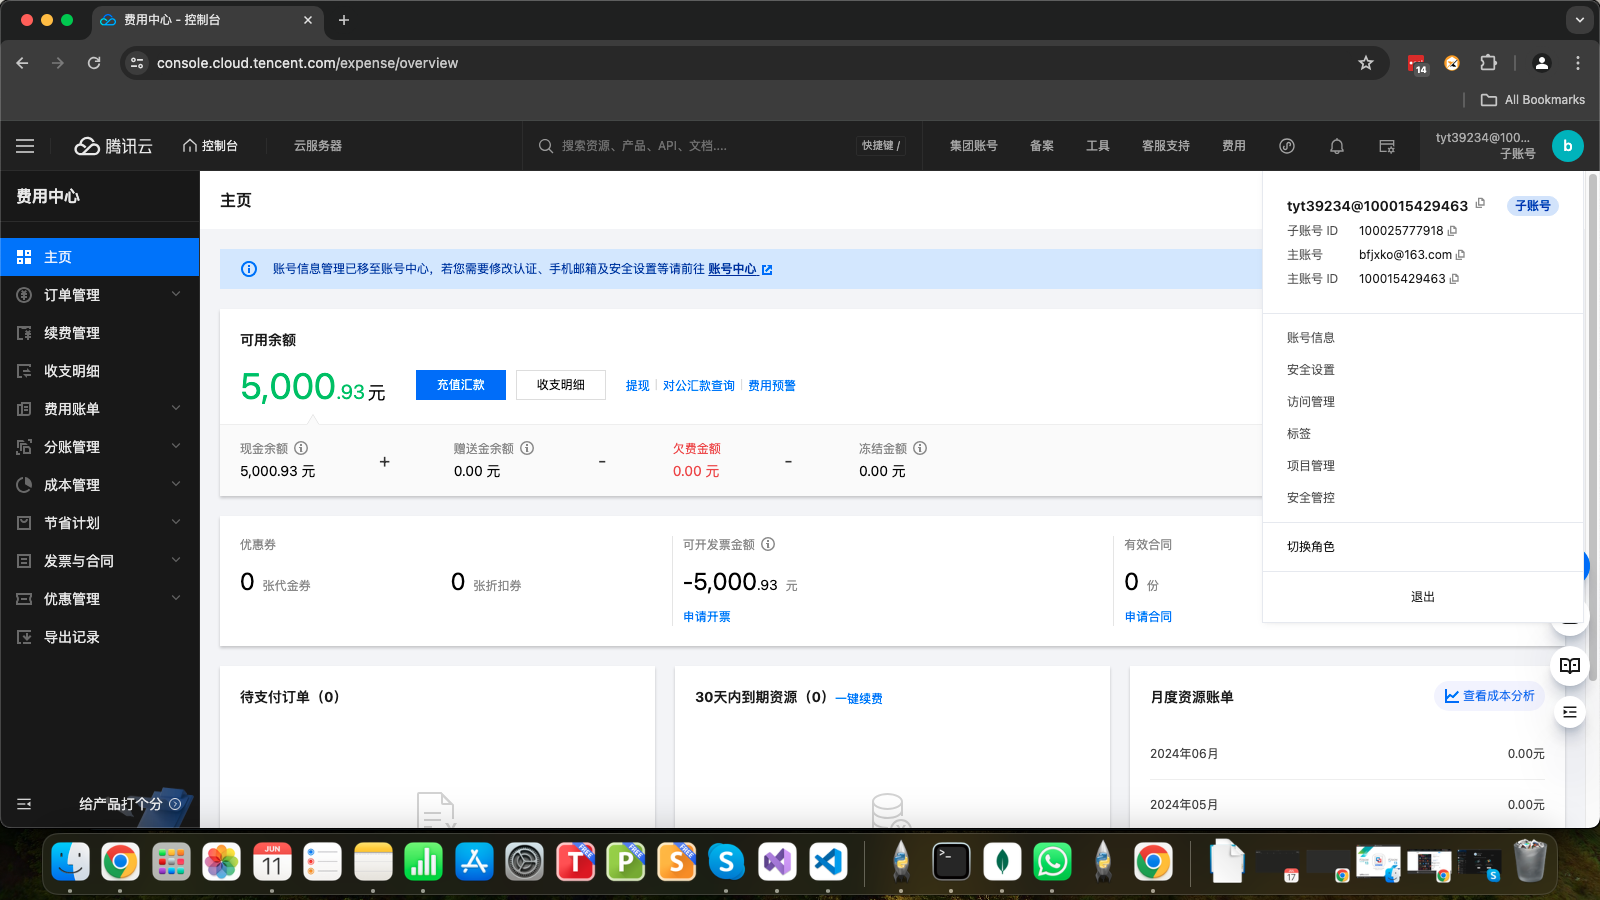 费用中心 - 控制台
console.cloud.tencent.com/expense/overview
14
All Bookmarks
腾讯云
控制台
云服务器
搜索资源、产品、API、文档....
快捷键 /
集团账号
备案
工具
客服支持
费用
tyt39234@100...
子账号
b
费用中心
主页
订单管理
续费管理
收支明细
费用账单
分账管理
成本管理
节省计划
发票与合同
优惠管理
导出记录
给产品打个分
主页
账号信息管理已移至账号中心，若您需要修改认证、手机邮箱及安全设置等请前往 账号中心
可用余额
5,000.93 元
充值汇款
收支明细
提现
对公汇款查询
费用预警
现金余额
5,000.93 元
+
赠送金余额
0.00 元
-
欠费金额
0.00 元
-
冻结金额
0.00 元
优惠券
0 张代金券
0 张折扣券
可开发票金额
-5,000.93 元
申请开票
有效合同
0 份
申请合同
待支付订单（0）
30天内到期资源（0） 一键续费
月度资源账单
查看成本分析
2024年06月
0.00元
2024年05月
0.00元
tyt39234@100015429463
子账号
子账号 ID 100025777918
主账号 bfjxko@163.com
主账号 ID 100015429463
账号信息
安全设置
访问管理
标签
项目管理
安全管控
切换角色
退出
JUN
11
T
FREE
P
FREE
S
FREE
S
17